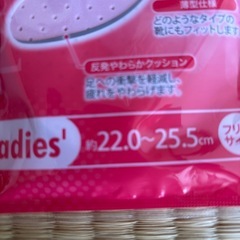 薄型仕様
どのようなタイプの
靴にもフィットします
反発やわらかクッション
足への衝撃を軽減し、
疲れをやわらげます。
adies'
約22.0~25.5cm
フリ
サイ